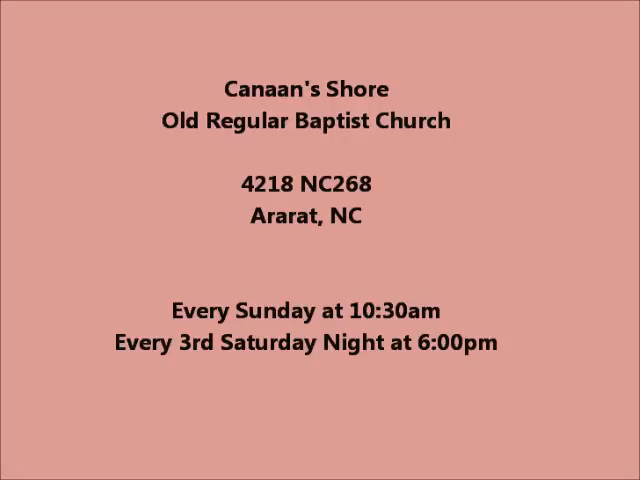 Canaan's Shore
Old Regular Baptist Church
4218 NC268
Ararat, NC
Every Sunday at 10:30am
Every 3rd Saturday Night at 6:00pm